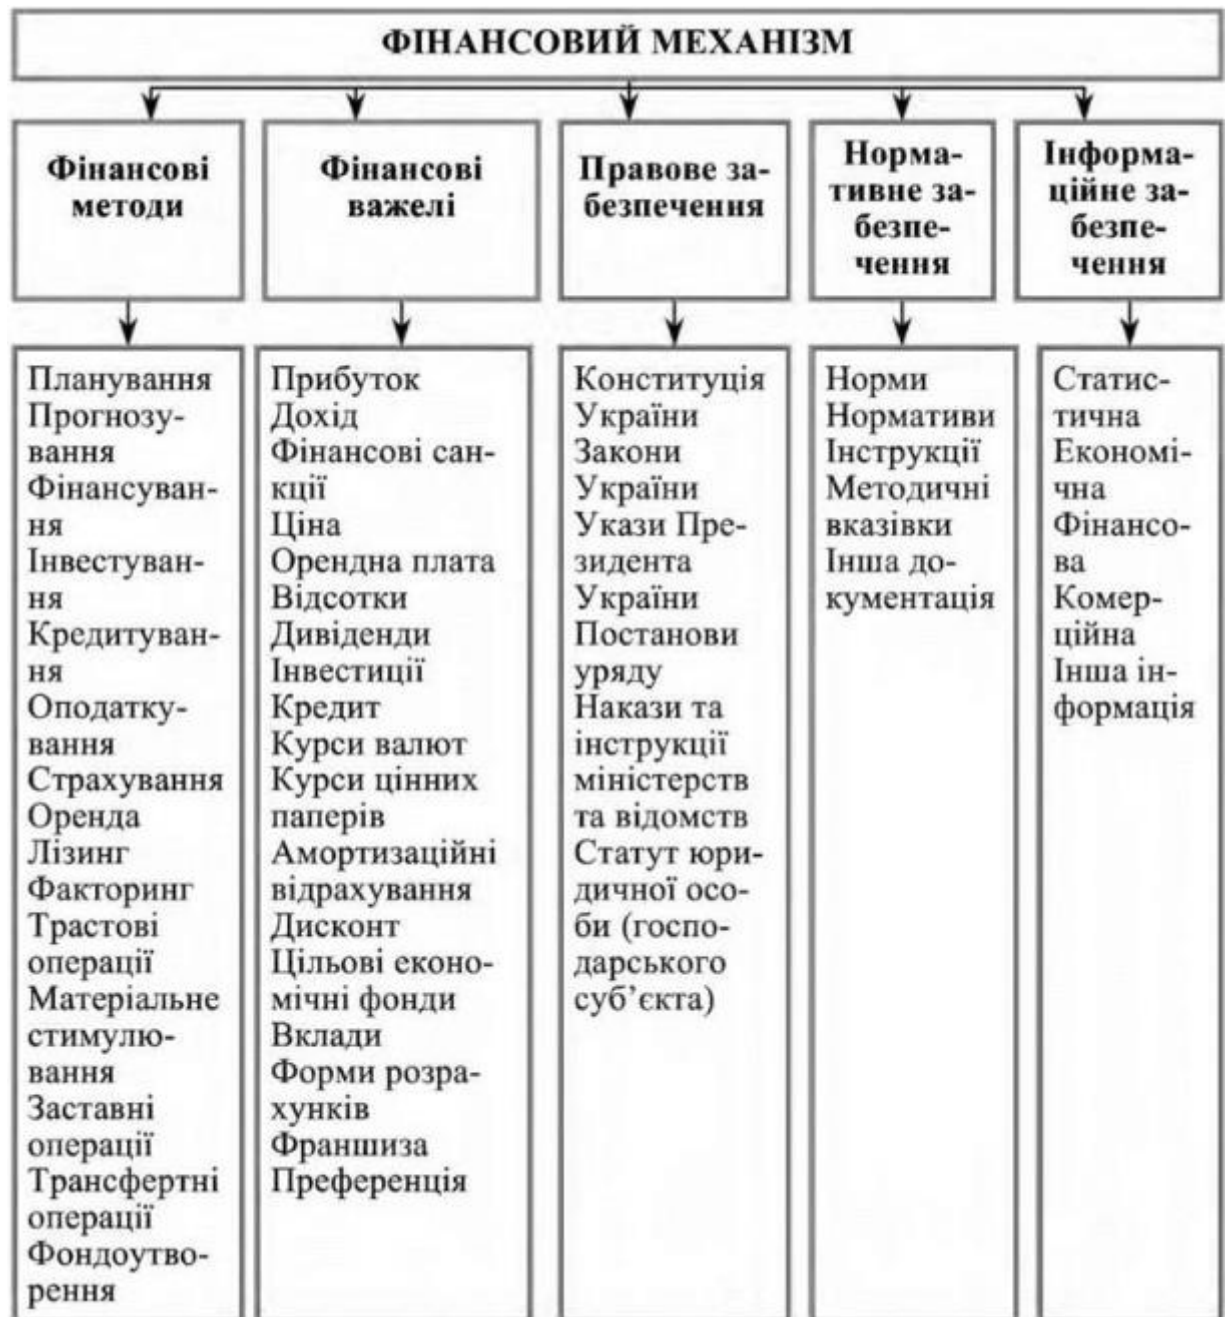 ФІНАНСОВИЙ МЕХАНІЗМ
Фінансові
методи
Фінансові
важелі
Правове за-
безпечення
Норма-
тивне за-
безпе-
чення
Інформа-
ційне за-
безпе-
чення
Планування
Прогнозу-
вання
Фінансуван-
ня
Інвестуван-
ня
Кредитуван-
ня
Оподатку-
вання
Страхування
Оренда
Лізинг
Факторинг
Трастові
операції
Матеріальне
стимулю-
вання
Заставні
операції
Трансфертні
операції
Фондоутво-
рення
Прибуток
Дохід
Фінансові сан-
кції
Ціна
Орендна плата
Відсотки
Дивіденди
Інвестиції
Кредит
Курси валют
Курси цінних
паперів
Амортизаційні
відрахування
Дисконт
Цільові еконо-
мічні фонди
Вклади
Форми розра-
хунків
Франшиза
Преференція
Конституція
України
Закони
України
Укази Пре-
зидента
України
Постанови
уряду
Накази та
інструкції
міністерств
та відомств
Статут юри-
дичної осо-
би (госпо-
дарського
суб’єкта)
Норми
Нормативи
Інструкції
Методичні
вказівки
Інша до-
кументація
Статис-
тична
Економі-
чна
Фінансо-
ва
Комер-
ційна
Інша ін-
формація